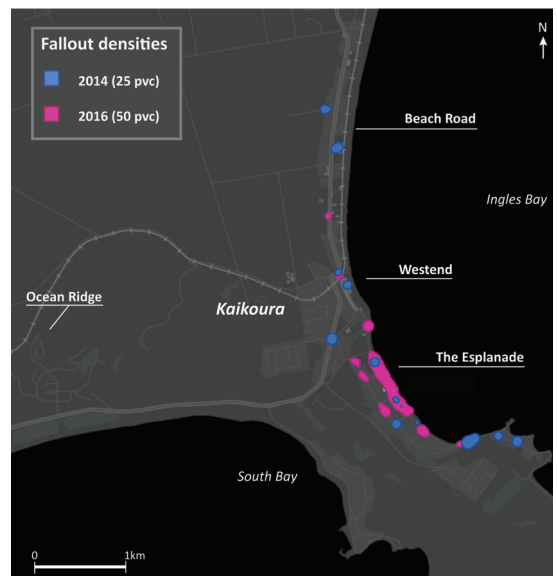 Fallout densities
2014 (25 pvc)
2016 (50 pvc)
N
Beach Road
Ingles Bay
Westend
Ocean Ridge
Kaikoura
The Esplanade
South Bay
0 1km